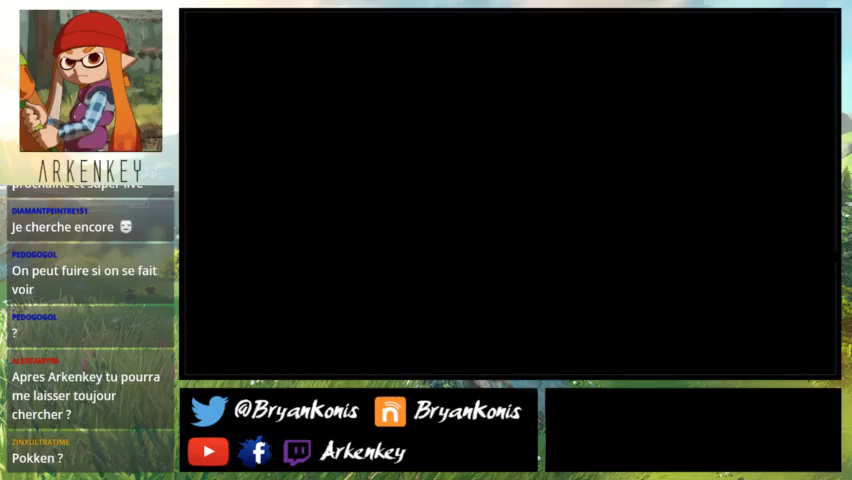 ARKENKEY
prochaine et super live
DIAMANTPEINTRE151
Je cherche encore
PEDOGOGOL
On peut fuire si on se fait
voir
PEDOGOGOL
?
Apres Arkenkey tu pourra
me laisser toujour
chercher ?
ZINXULTRATIME
Pokken ?
@BryanKonis
BryanKonis
Arkenkey